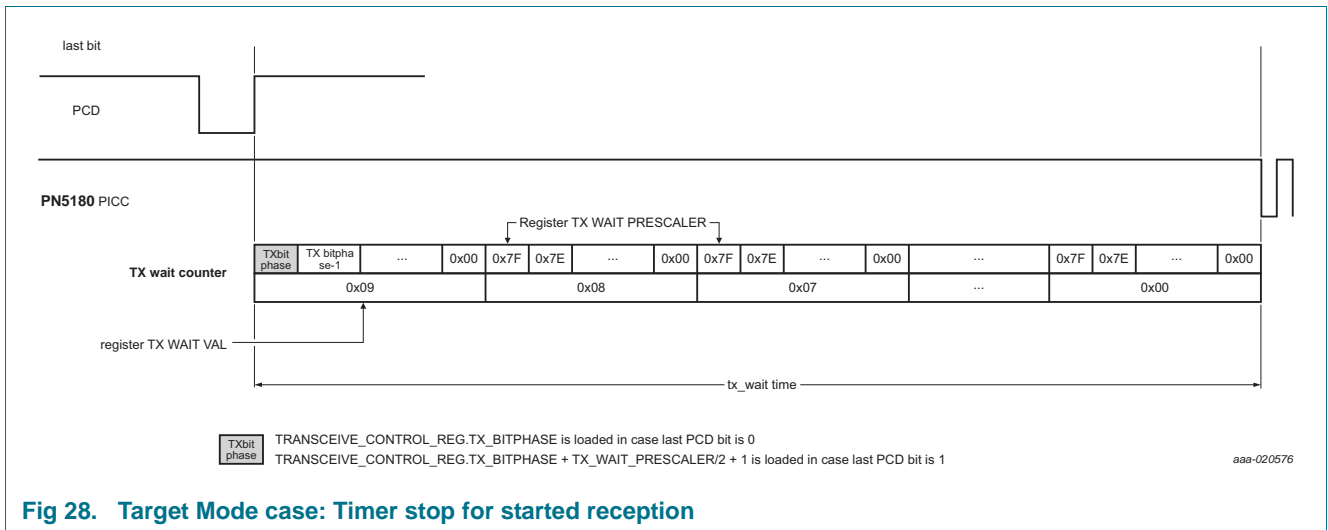 last bit
PCD
PN5180 PICC
Register TX WAIT PRESCALER
TX wait counter
TXbit phase TX bitpha se-1 ... 0x00 0x7F 0x7E ... 0x00 0x7F 0x7E ... 0x00 ... 0x7F 0x7E ... 0x00
0x09 0x08 0x07 ... 0x00
register TX WAIT VAL
tx_wait time
TXbit phase
TRANSCEIVE_CONTROL_REG.TX_BITPHASE is loaded in case last PCD bit is 0
TRANSCEIVE_CONTROL_REG.TX_BITPHASE + TX_WAIT_PRESCALER/2 + 1 is loaded in case last PCD bit is 1
aaa-020576
Fig 28. Target Mode case: Timer stop for started reception